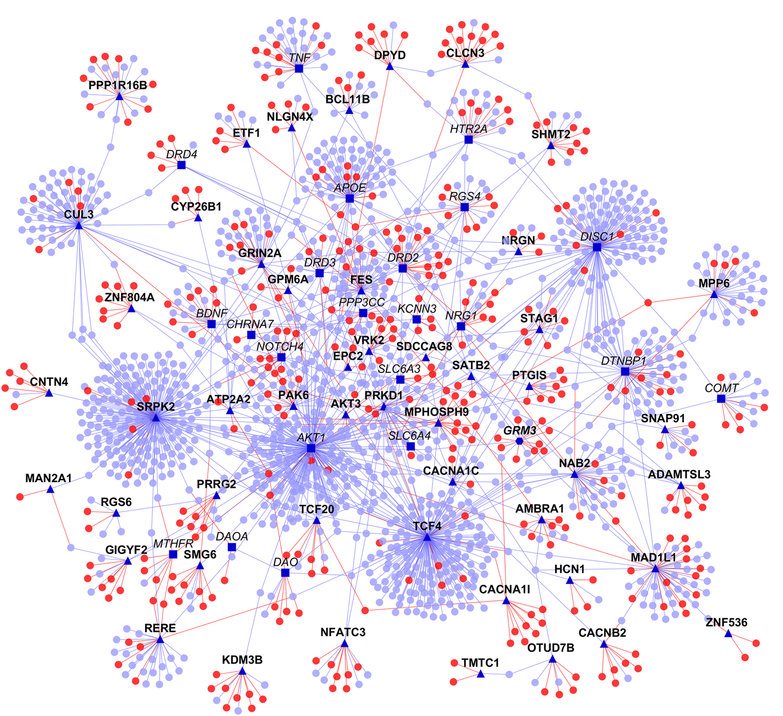 TNF
DPYD
CLCN3
PPP1R16B
BCL11B
NLGN4X
ETF1
HTR2A
SHMT2
DRD4
APOE
RGS4
CYP26B1
CUL3
DISC1
NRGN
GRIN2A
DRD3
DRD2
GPM6A
FES
MPP6
ZNF804A
BDNF
PPP3CC
KCNN3
NRG1
STAG1
CHRNA7
VRK2
NOTCH4
EPC2
SDCCAG8
SATB2
DTNBP1
SLC6A3
PTGIS
CNTN4
COMT
SRPK2
ATP2A2
PAK6
AKT3
PRKD1
MPHOSPH9
SNAP91
AKT1
SLC6A4
GRM3
CACNA1C
NAB2
ADAMTSL3
MAN2A1
PRRG2
RGS6
TCF20
TCF4
AMBRA1
DAOA
MTHFR
GIGYF2
SMG6
DAO
MAD1L1
HCN1
CACNA1I
RERE
NFATC3
CACNB2
ZNF536
KDM3B
OTUD7B
TMTC1